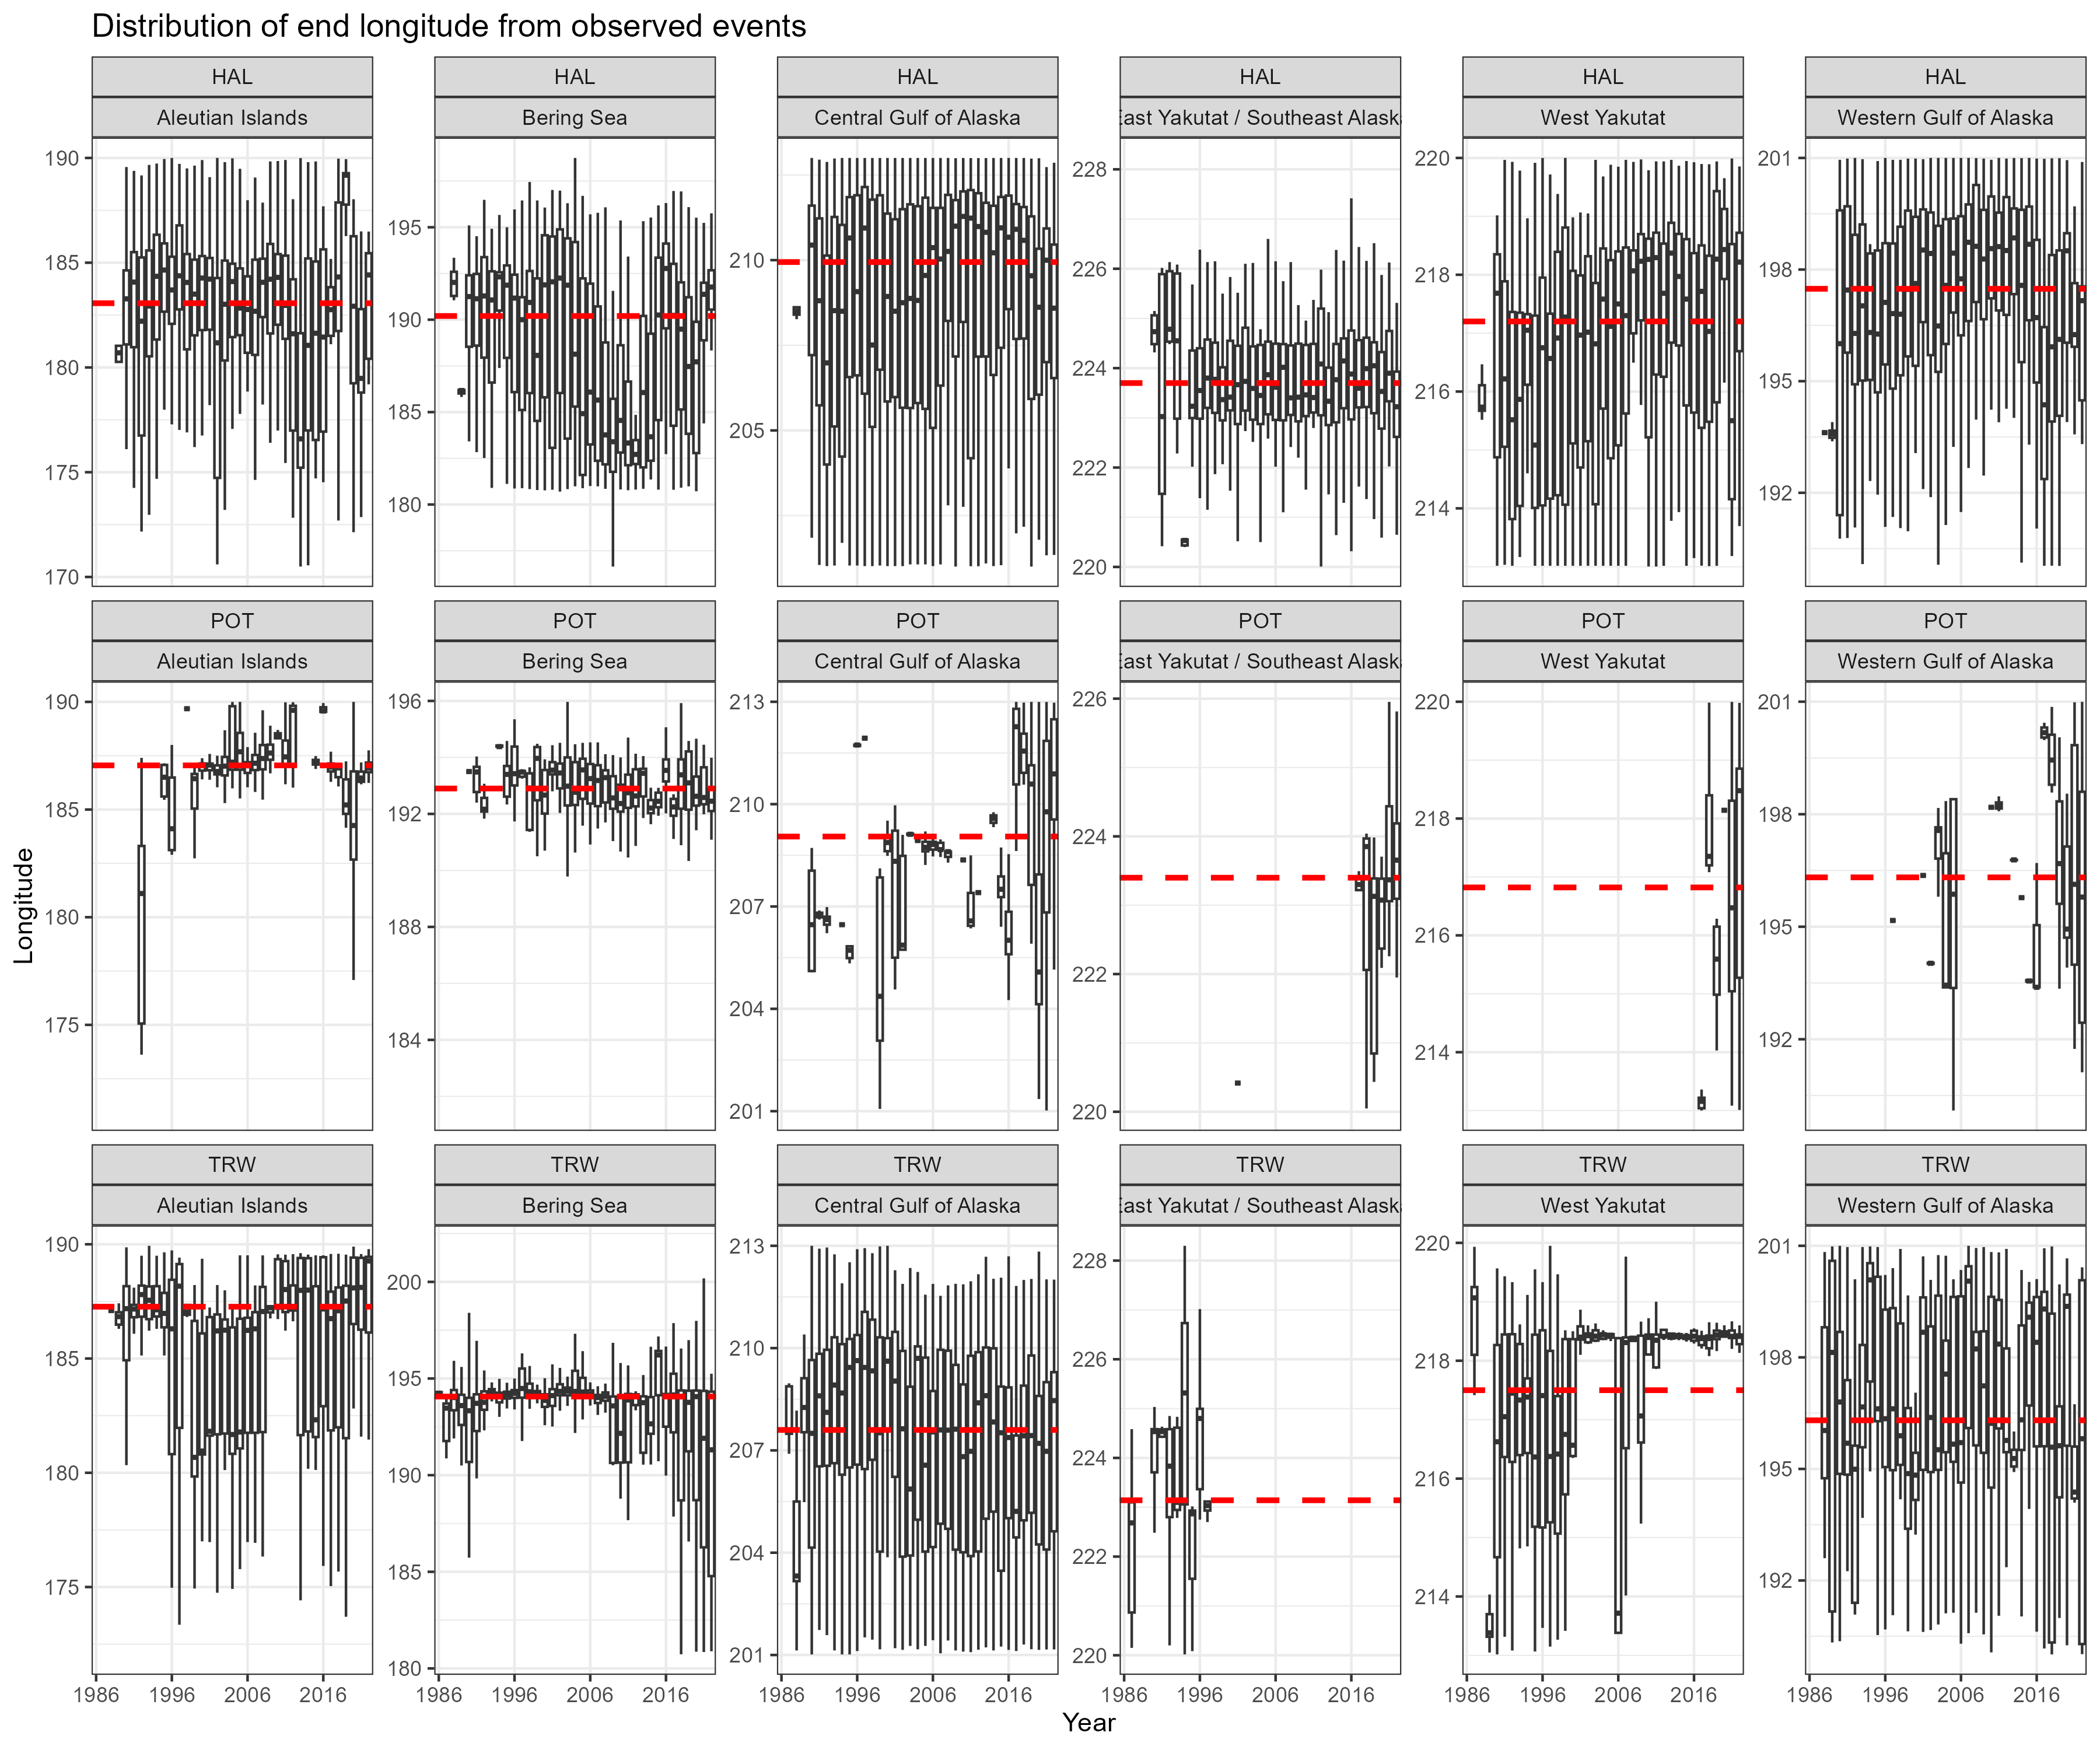 Distribution of end longitude from observed events
HAL HAL HAL HAL HAL HAL
Aleutian Islands Bering Sea Central Gulf of Alaska East Yakutat / Southeast Alaska West Yakutat Western Gulf of Alaska
190 185 180 175 170
195 190 185 180
210 205
228 226 224 222 220
220 218 216 214
201 198 195 192
POT POT POT POT POT POT
Aleutian Islands Bering Sea Central Gulf of Alaska East Yakutat / Southeast Alaska West Yakutat Western Gulf of Alaska
190 185 180 175
196 192 188 184
213 210 207 204 201
226 224 222 220
220 218 216 214
201 198 195 192
Longitude
TRW TRW TRW TRW TRW TRW
Aleutian Islands Bering Sea Central Gulf of Alaska East Yakutat / Southeast Alaska West Yakutat Western Gulf of Alaska
190 185 180 175
200 195 190 185 180
213 210 207 204 201
228 226 224 222 220
220 218 216 214
201 198 195 192
1986 1996 2006 2016 1986 1996 2006 2016 1986 1996 2006 2016 1986 1996 2006 2016 1986 1996 2006 2016 1986 1996 2006 2016
Year